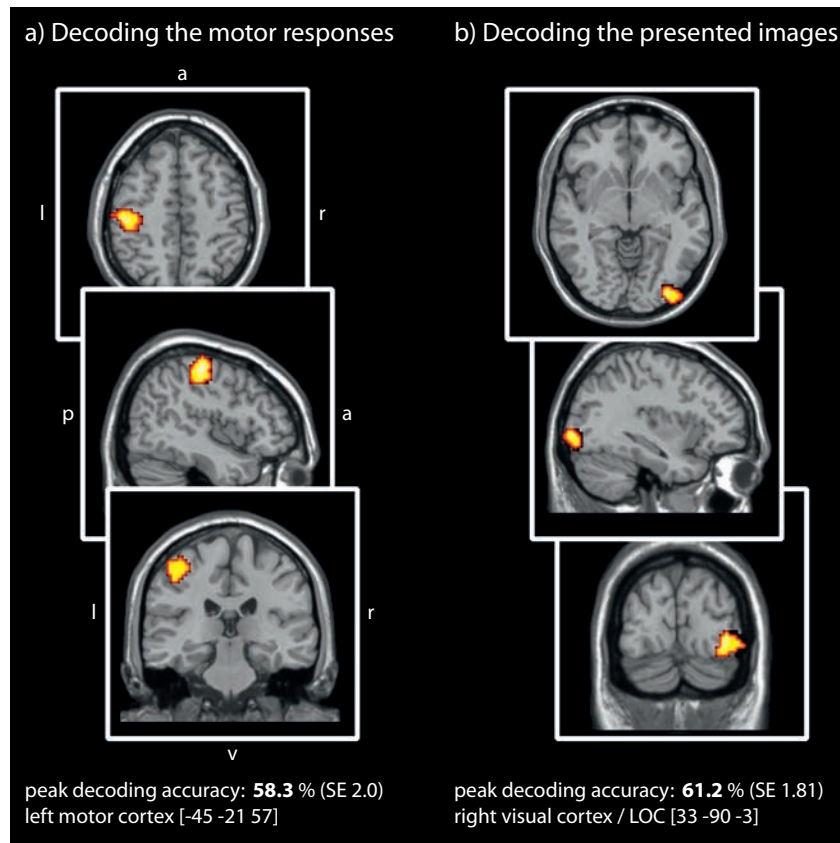 a) Decoding the motor responses
a
l
r
p
a
l
r
v
peak decoding accuracy: 58.3 % (SE 2.0)
left motor cortex [-45 -21 57]
b) Decoding the presented images
peak decoding accuracy: 61.2 % (SE 1.81)
right visual cortex / LOC [33 -90 -3]